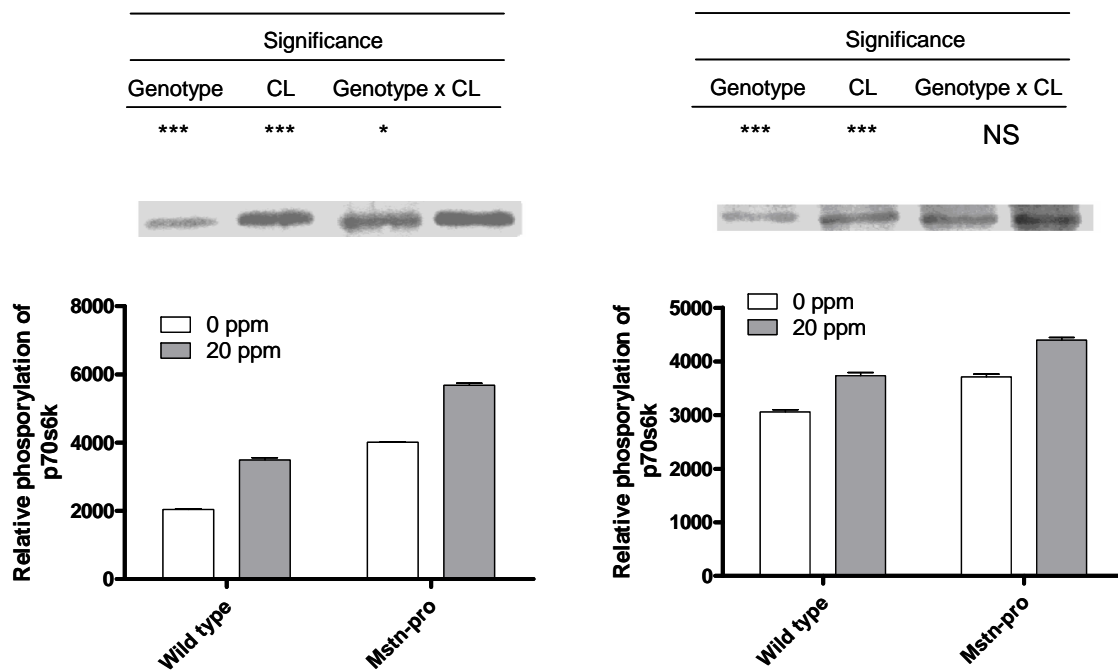 Significance
Genotype CL Genotype x CL
*** *** *
Relative phosporylation of
p70s6k
8000
6000
4000
2000
0
0 ppm
20 ppm
Wild type
Mstn-pro
Significance
Genotype CL Genotype x CL
*** *** NS
Relative phosporylation of
p70s6k
5000
4000
3000
2000
1000
0
0 ppm
20 ppm
Wild type
Mstn-pro